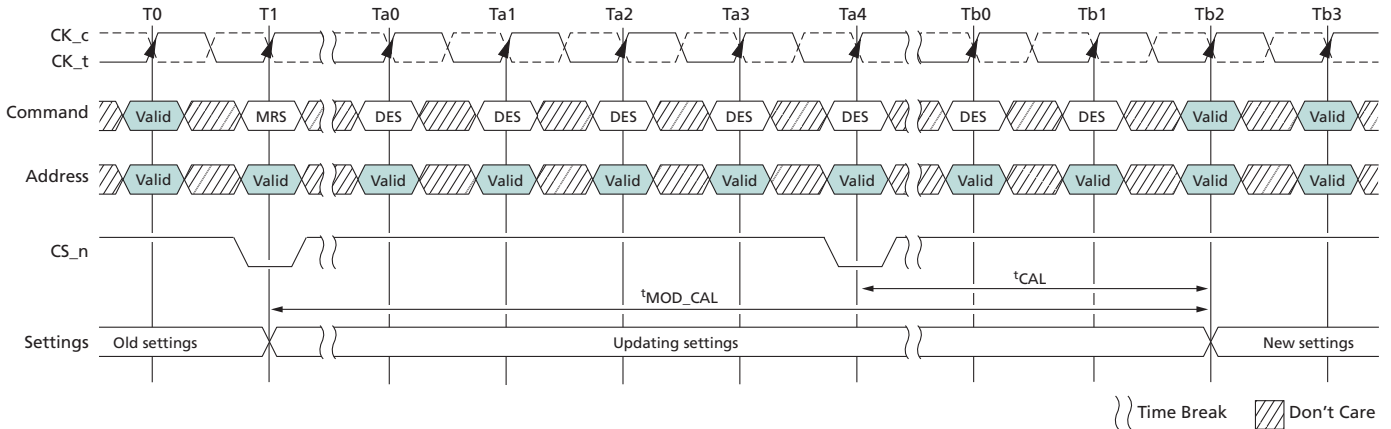 T0 T1 Ta0 Ta1 Ta2 Ta3 Ta4 Tb0 Tb1 Tb2 Tb3
CK_c
CK_t
Command Valid MRS DES DES DES DES DES DES DES Valid Valid
Address Valid Valid Valid Valid Valid Valid Valid Valid Valid Valid Valid
CS_n
tCAL
tMOD_CAL
Settings Old settings Updating settings New settings
Time Break Don't Care